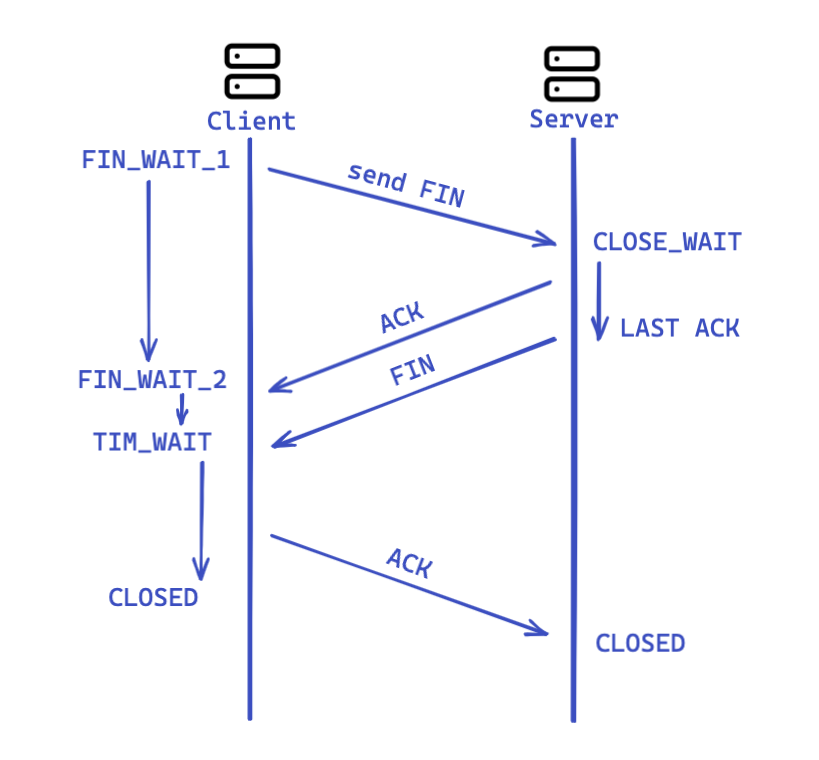 Client
Server
FIN_WAIT_1
send FIN
CLOSE_WAIT
ACK
LAST ACK
FIN
FIN_WAIT_2
TIM_WAIT
ACK
CLOSED
CLOSED